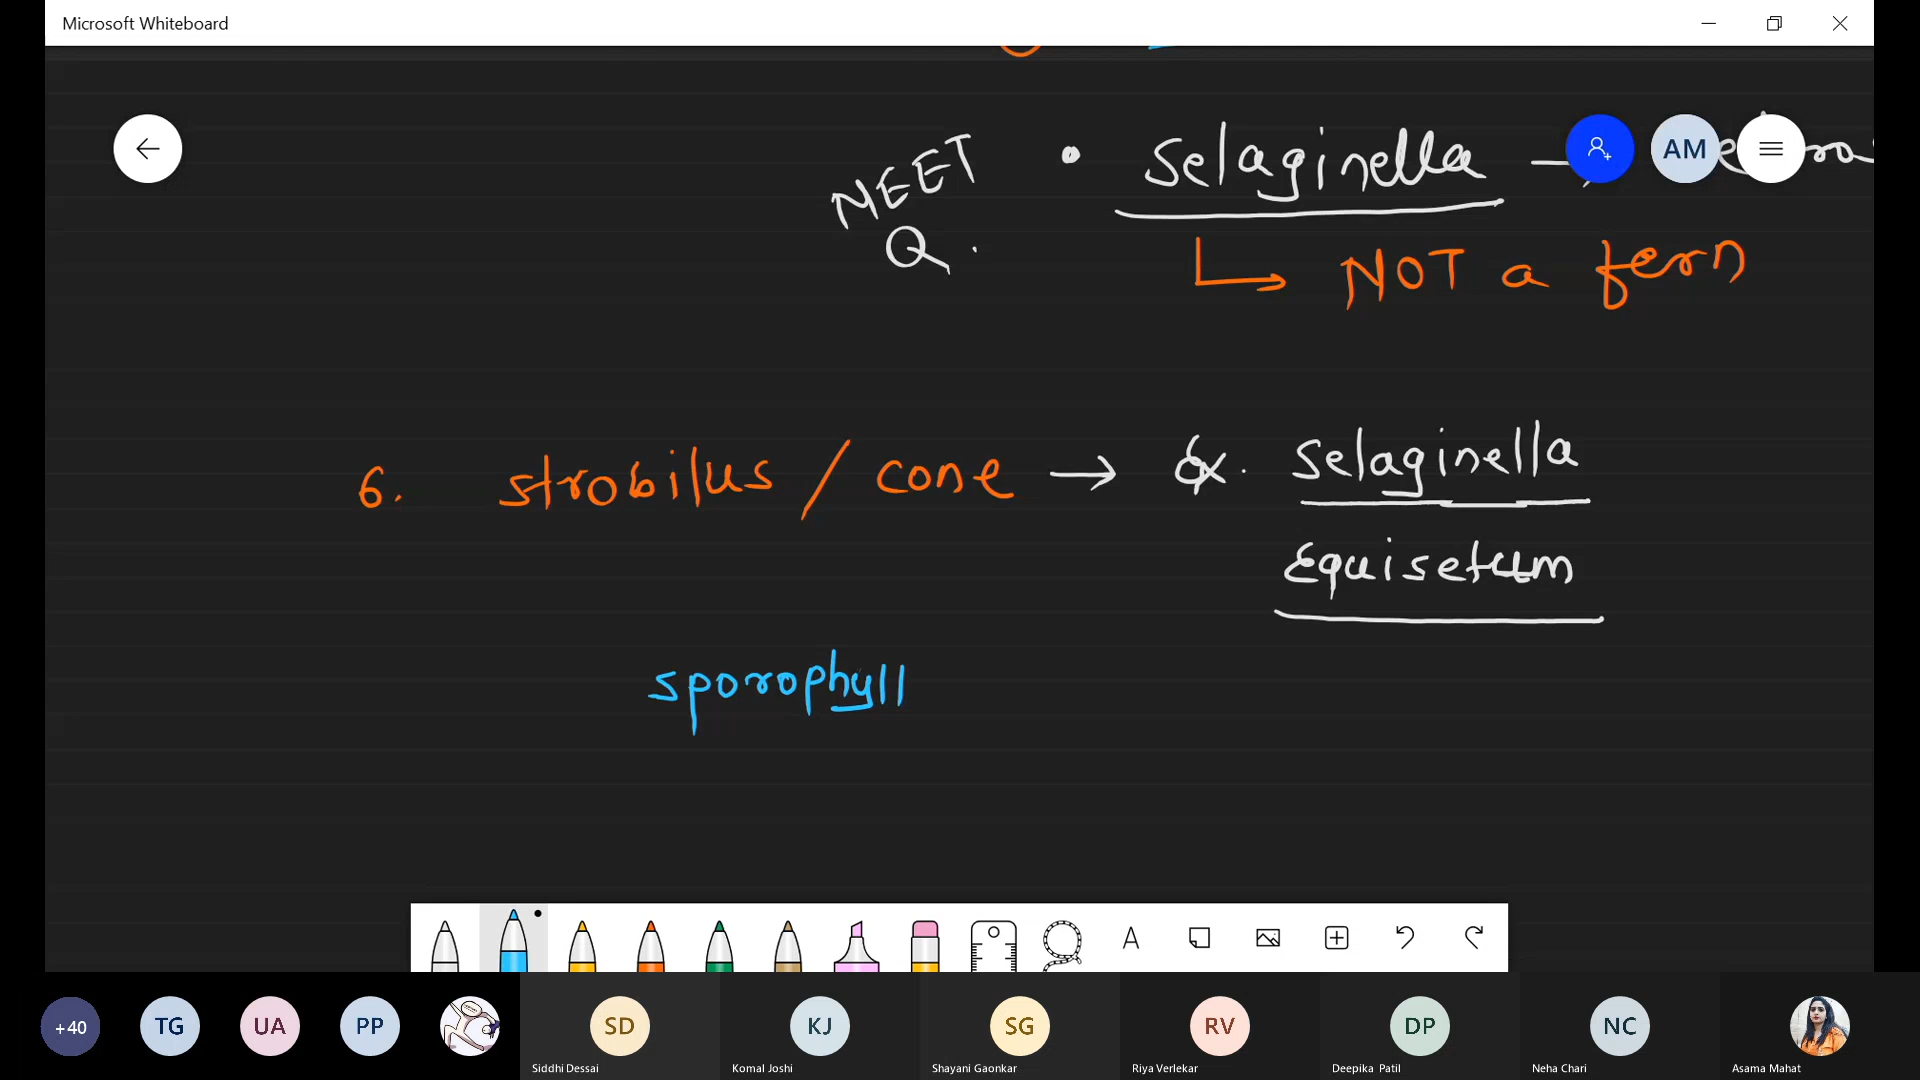 Microsoft Whiteboard
NEET
Q.
• Selaginella →
AM
↳ NOT a fern
6. strobilus / cone → Ex. Selaginella
Equisetum
sporophyll
A
+40
TG
UA
PP
SD
KJ
SG
RV
DP
NC
Siddhi Dessai
Komal Joshi
Shayani Gaonkar
Riya Verlekar
Deepika Patil
Neha Chari
Asama Mahat